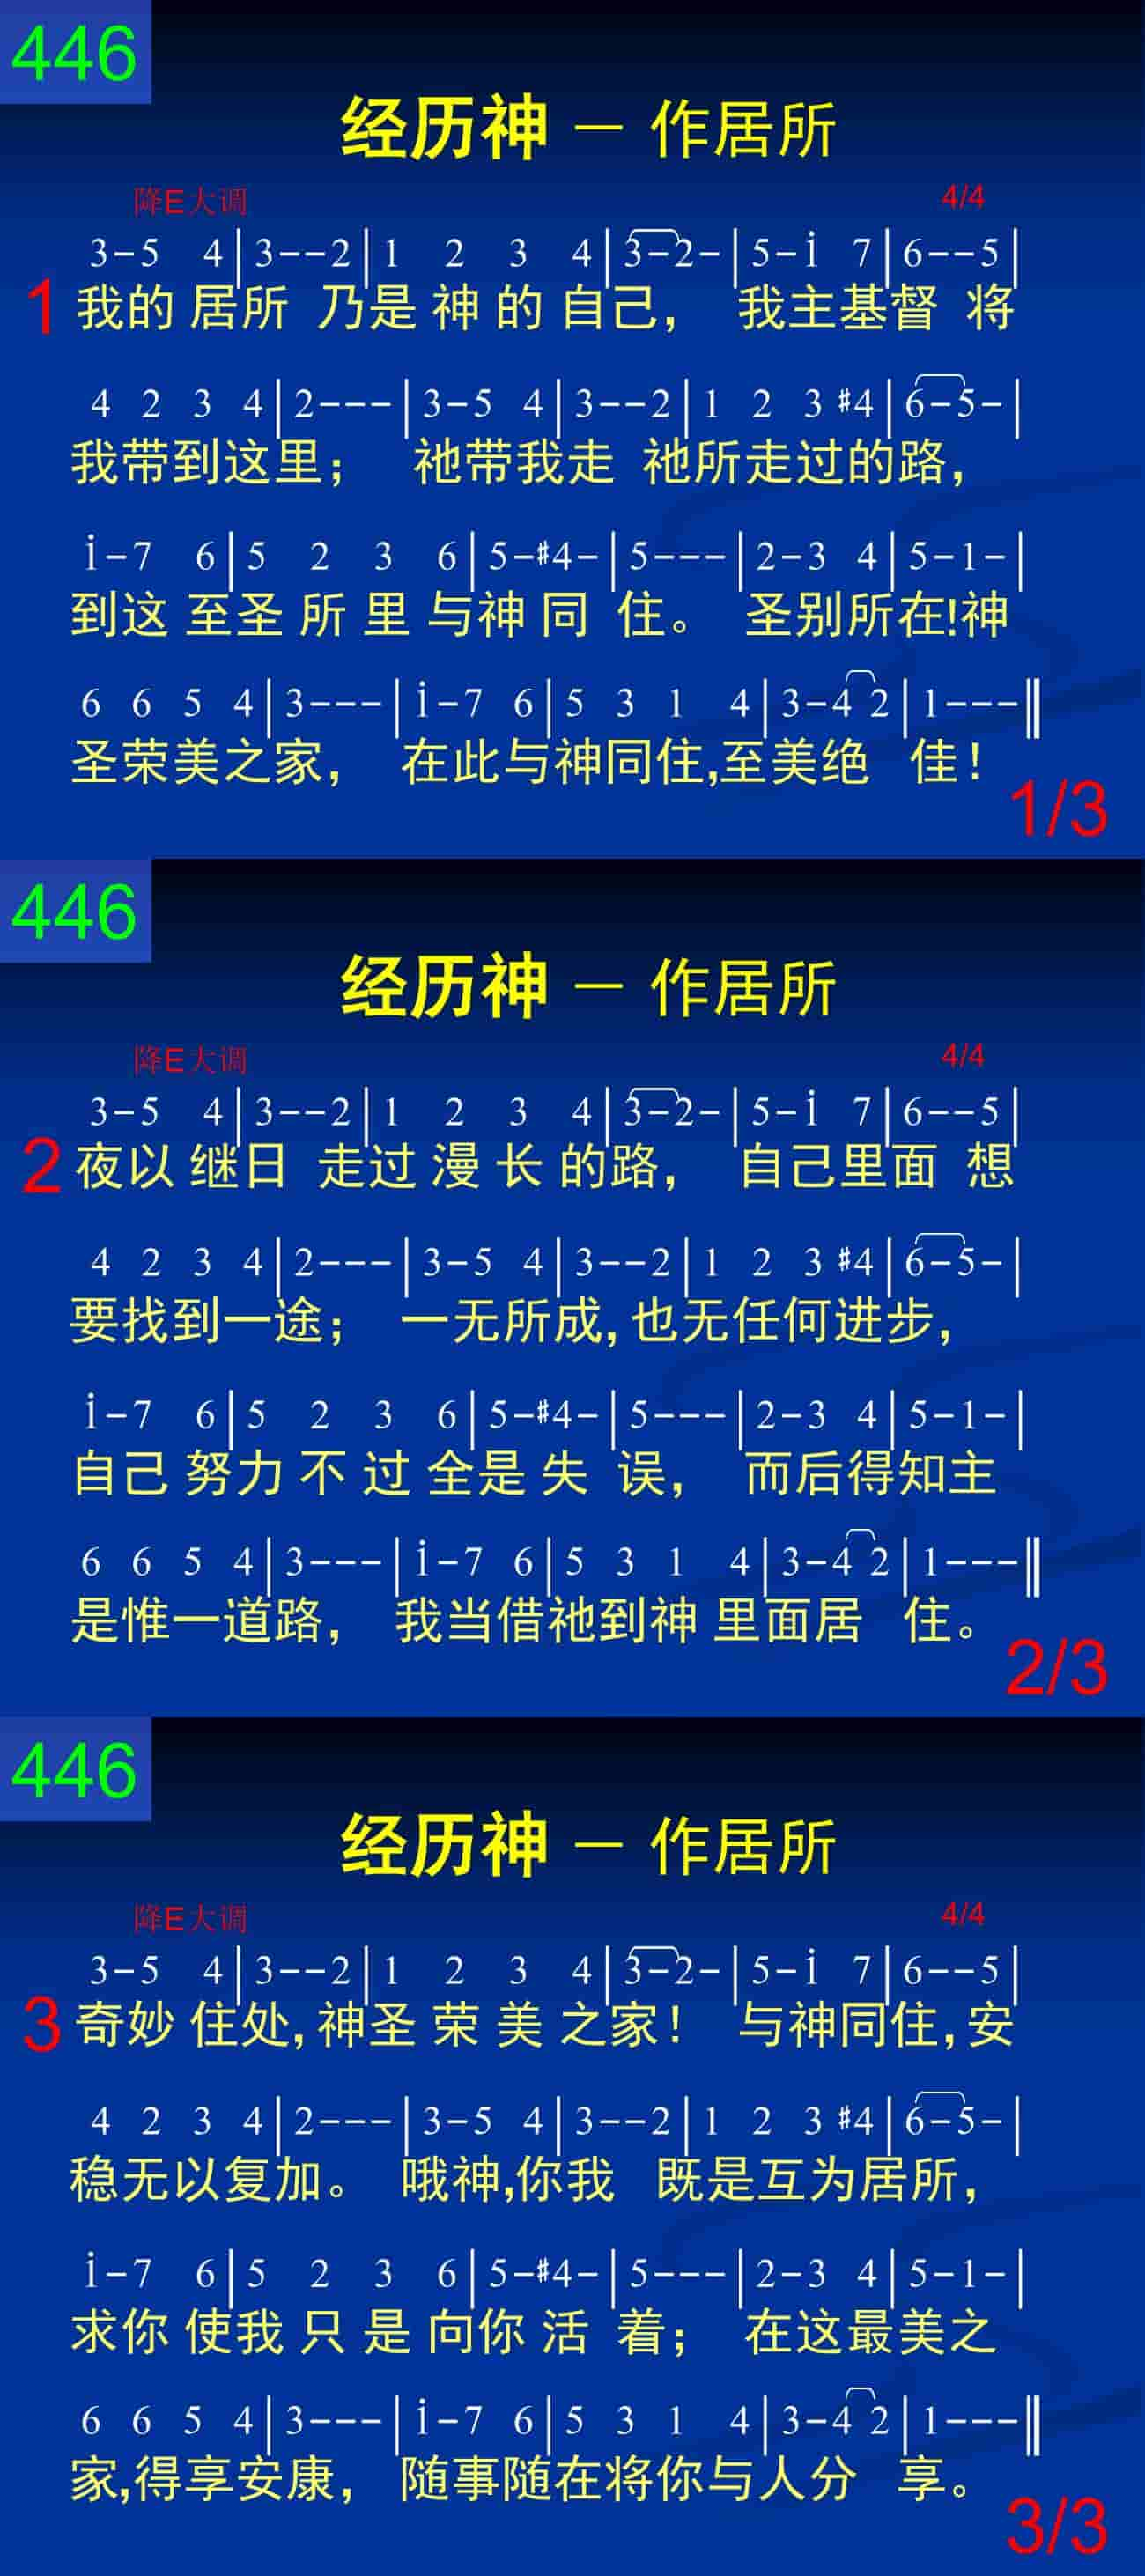 446
经历神 － 作居所
降E大调 4/4
3-5 4|3--2|1 2 3 4|3-2-|5-i 7|6--5|
1 我的 居所 乃是 神 的 自己， 我主基督 将
4 2 3 4|2---|3-5 4|3--2|1 2 3 #4|6-5-|
我带到这里； 祂带我走 祂所走过的路，
i-7 6|5 2 3 6|5-#4-|5---|2-3 4|5-1-|
到这 至圣 所 里 与神 同 住。 圣别所在!神
6 6 5 4|3---|i-7 6|5 3 1 4|3-4 2|1---‖
圣荣美之家， 在此与神同住,至美绝 佳！
1/3
446
经历神 － 作居所
降E大调 4/4
3-5 4|3--2|1 2 3 4|3-2-|5-i 7|6--5|
2 夜以 继日 走过 漫 长 的路， 自己里面 想
4 2 3 4|2---|3-5 4|3--2|1 2 3 #4|6-5-|
要找到一途； 一无所成, 也无任何进步，
i-7 6|5 2 3 6|5-#4-|5---|2-3 4|5-1-|
自己 努力 不 过 全是 失 误， 而后得知主
6 6 5 4|3---|i-7 6|5 3 1 4|3-4 2|1---‖
是惟一道路， 我当借祂到神 里面居 住。
2/3
446
经历神 － 作居所
降E大调 4/4
3-5 4|3--2|1 2 3 4|3-2-|5-i 7|6--5|
3 奇妙 住处, 神圣 荣 美 之家！ 与神同住, 安
4 2 3 4|2---|3-5 4|3--2|1 2 3 #4|6-5-|
稳无以复加。 哦神,你我 既是互为居所，
i-7 6|5 2 3 6|5-#4-|5---|2-3 4|5-1-|
求你 使我 只 是 向你 活 着； 在这最美之
6 6 5 4|3---|i-7 6|5 3 1 4|3-4 2|1---‖
家,得享安康， 随事随在将你与人分 享。
3/3